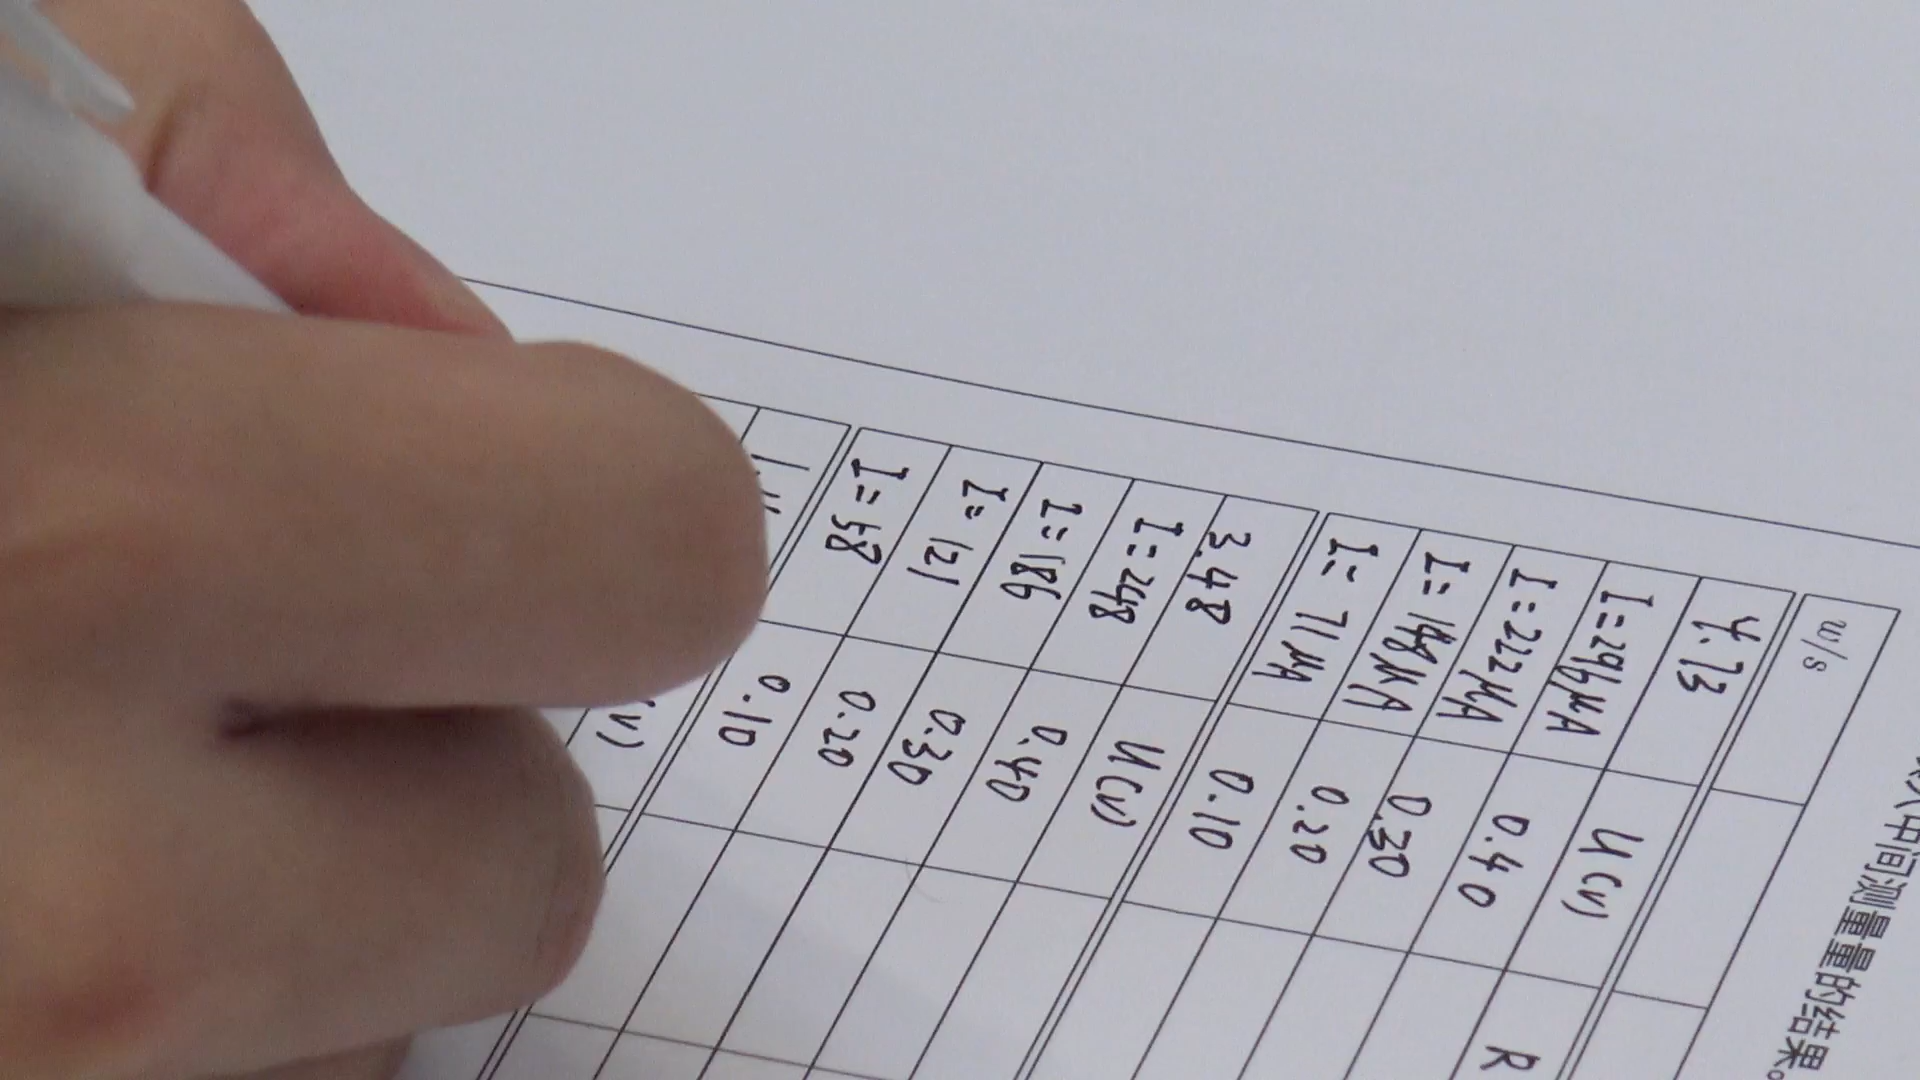 中间测量量的结果。
w/s
4.73 U(v) R
I=296μA 0.40
I=222μA 0.30
I=148μA 0.20
I=71μA 0.10
3.48 U(v)
I=248 0.40
I=186 0.30
I=121 0.20
I=58 0.10
(v)